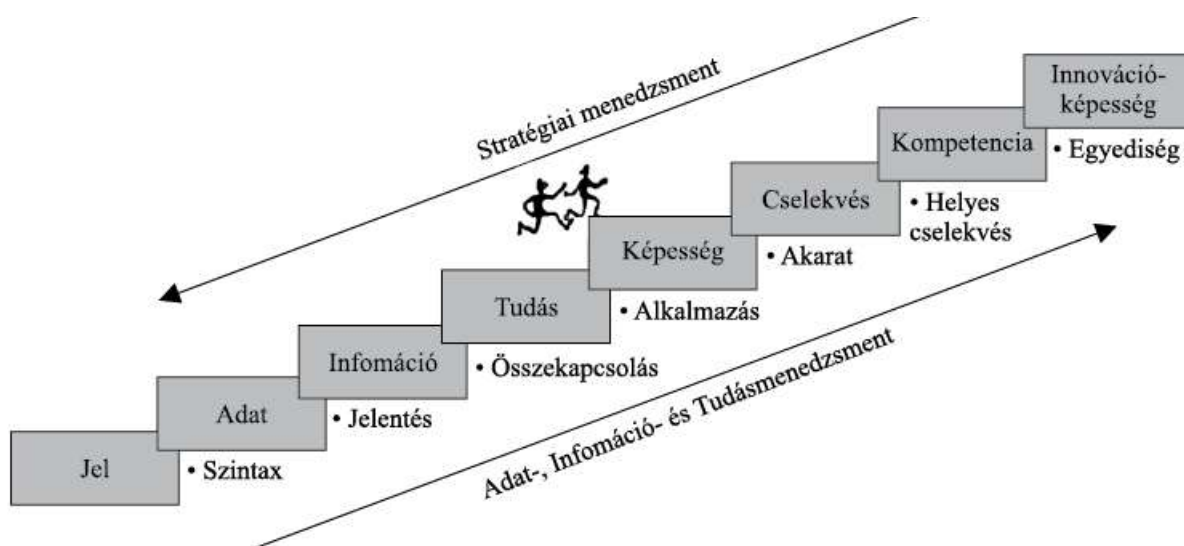 Stratégiai menedzsment
Innováció-
képesség
• Egyediség
Kompetencia
• Helyes
cselekvés
Cselekvés
• Akarat
Képesség
• Alkalmazás
Tudás
• Összekapcsolás
Infomáció
• Jelentés
Adat
• Szintax
Jel
Adat-, Infomáció- és Tudásmenedzsment